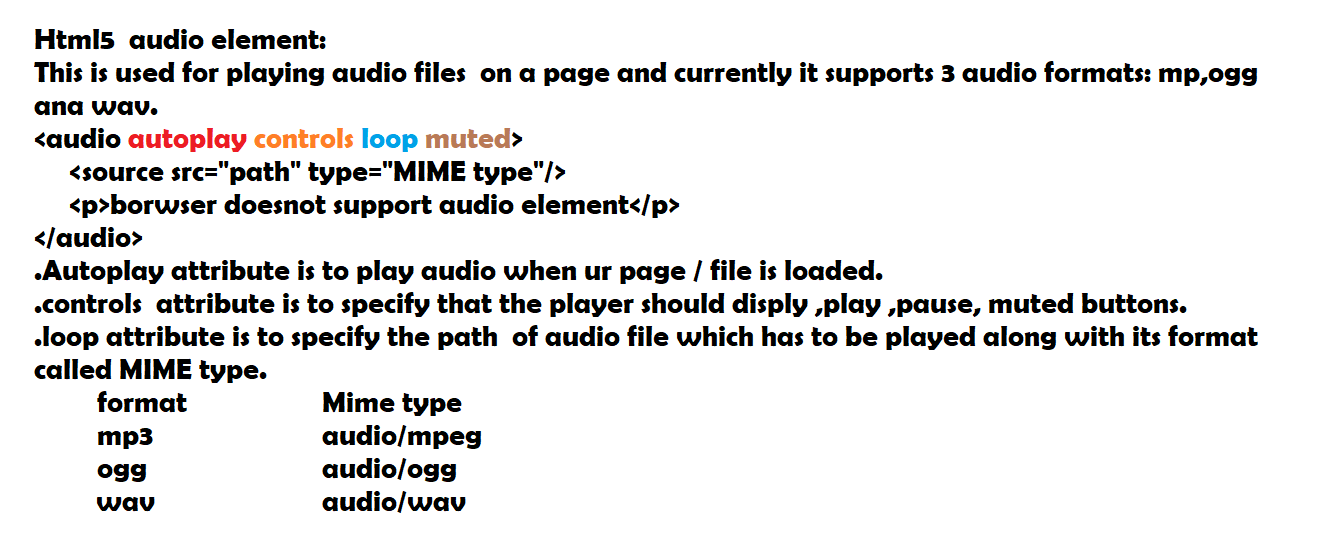 Html5 audio element:
This is used for playing audio files on a page and currently it supports 3 audio formats: mp,ogg
ana wav.
<audio autoplay controls loop muted>
<source src="path" type="MIME type"/>
<p>borwser doesnot support audio element</p>
</audio>
.Autoplay attribute is to play audio when ur page / file is loaded.
.controls attribute is to specify that the player should disply ,play ,pause, muted buttons.
.loop attribute is to specify the path of audio file which has to be played along with its format
called MIME type.
format Mime type
mp3 audio/mpeg
ogg audio/ogg
wav audio/wav